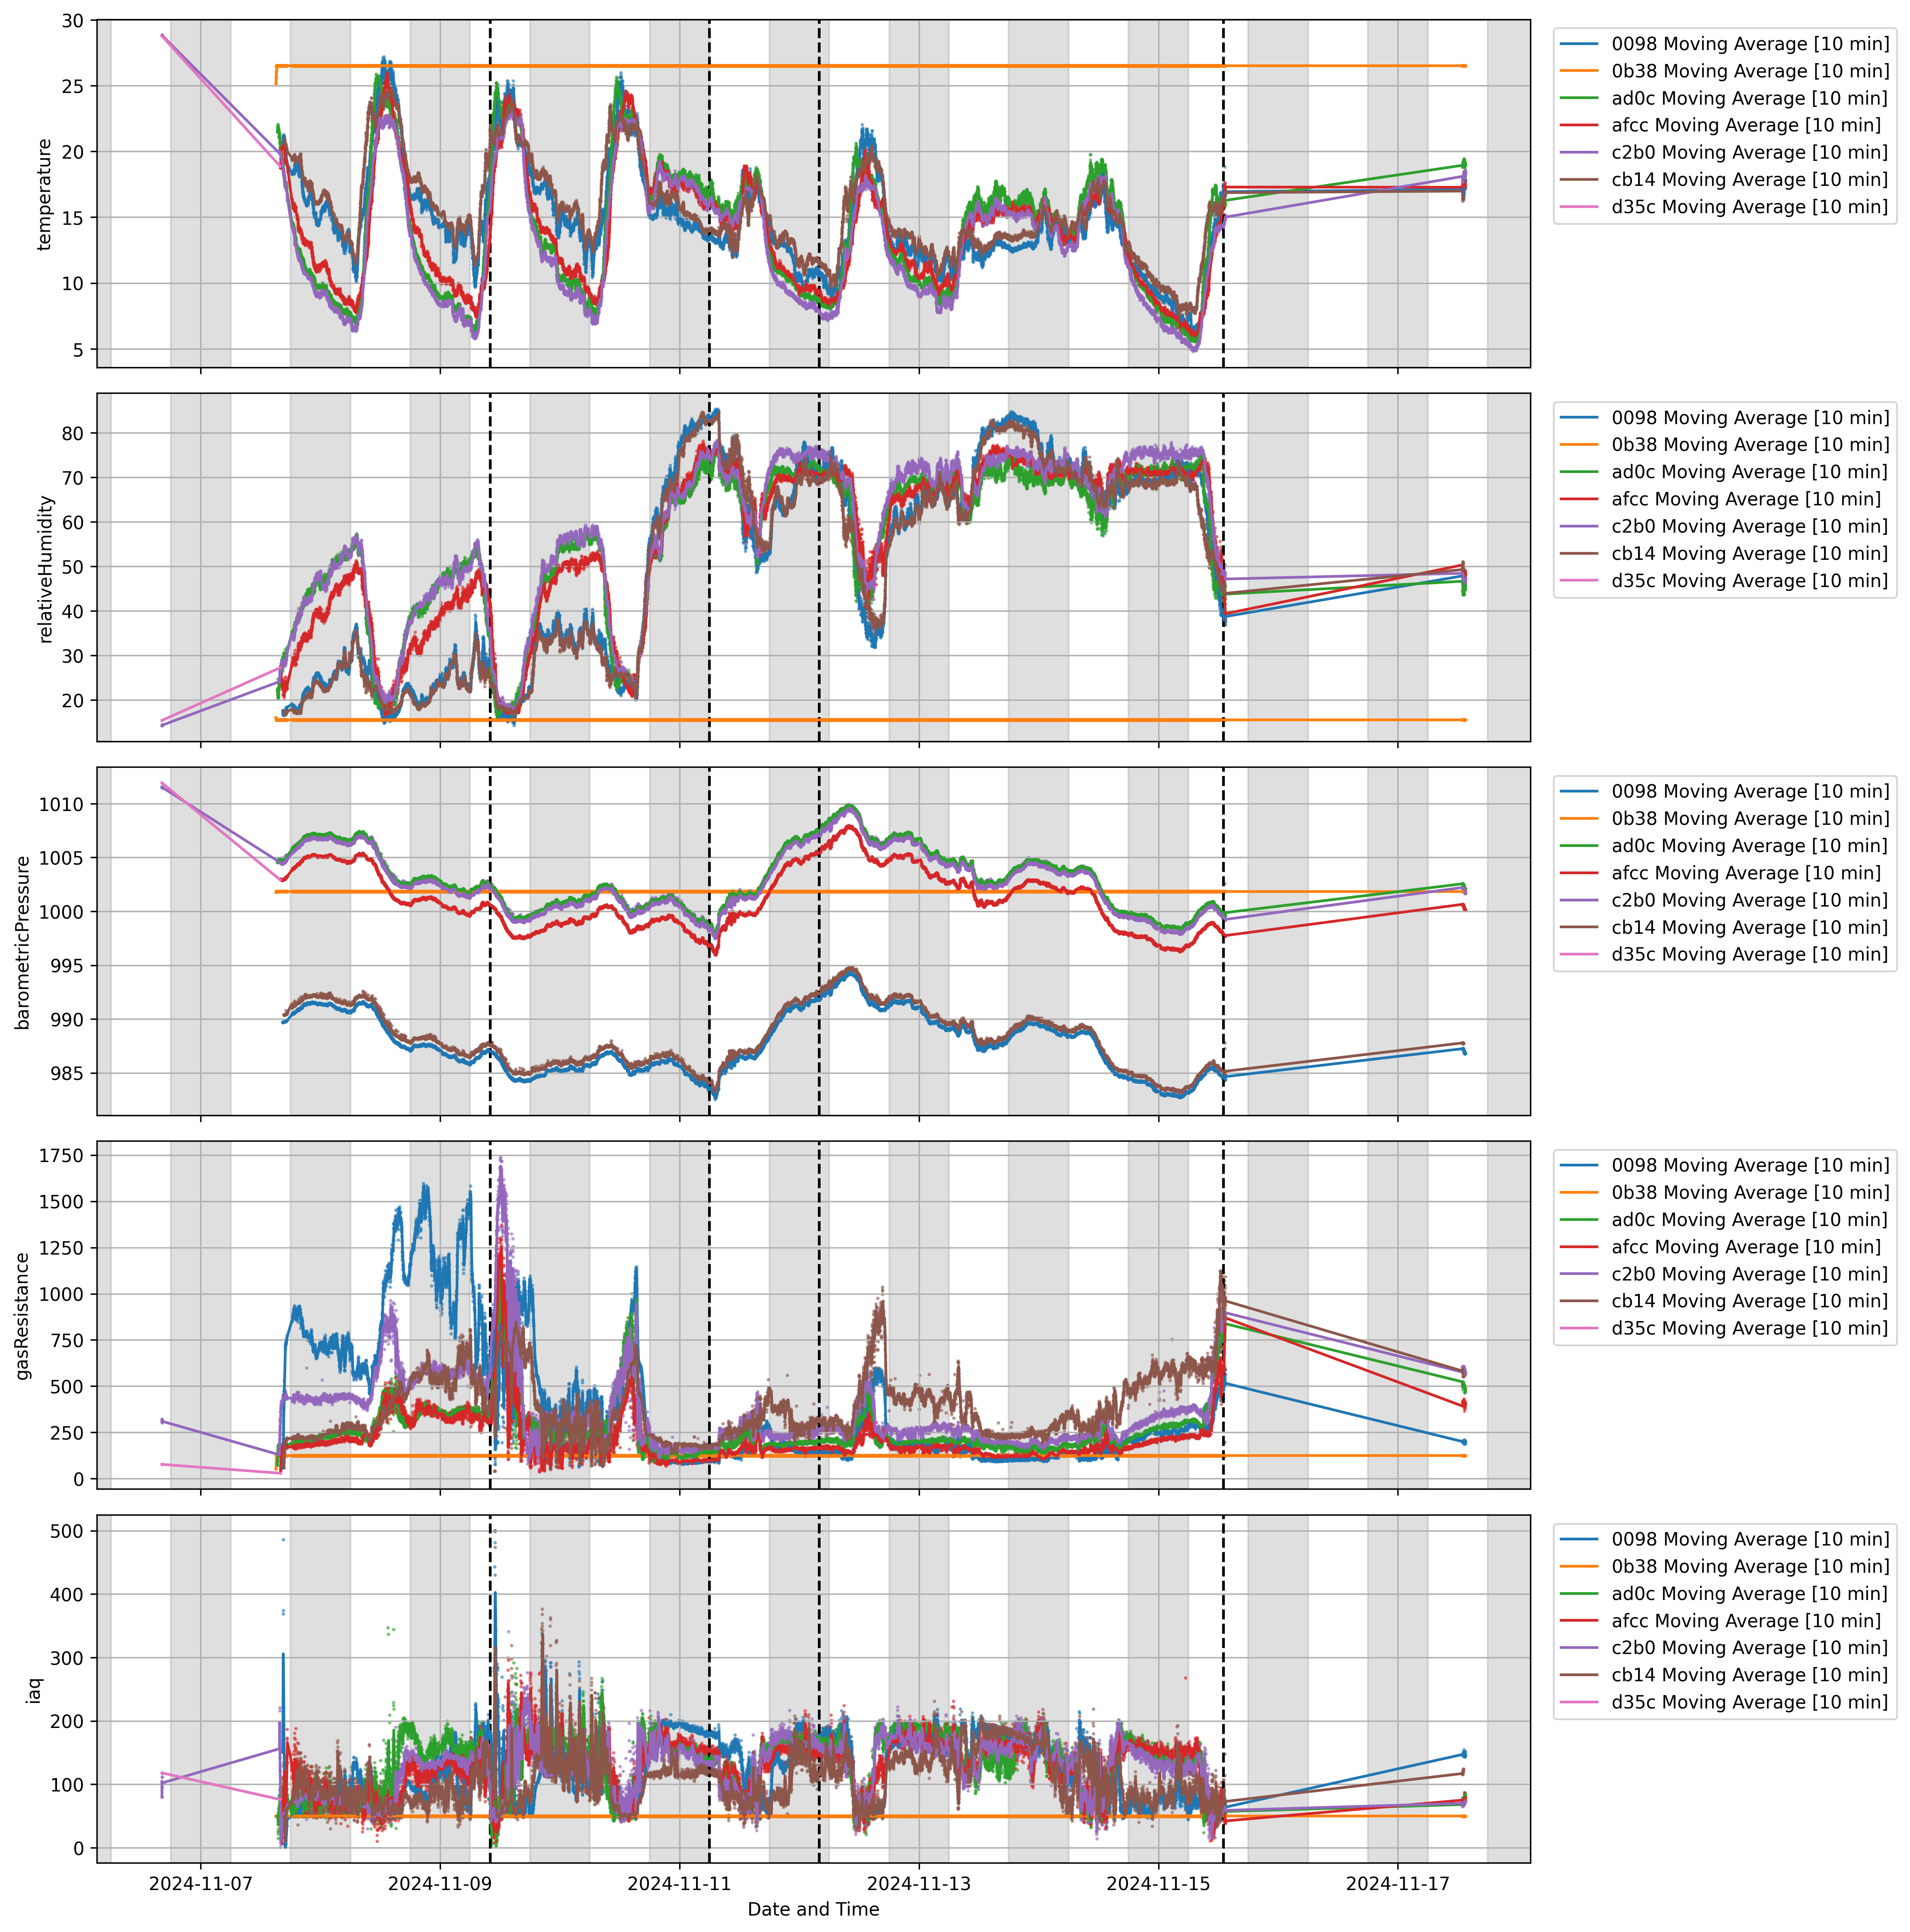 30
25
20
15
10
5
temperature
0098 Moving Average [10 min]
0b38 Moving Average [10 min]
ad0c Moving Average [10 min]
afcc Moving Average [10 min]
c2b0 Moving Average [10 min]
cb14 Moving Average [10 min]
d35c Moving Average [10 min]
80
70
60
50
40
30
20
relativeHumidity
0098 Moving Average [10 min]
0b38 Moving Average [10 min]
ad0c Moving Average [10 min]
afcc Moving Average [10 min]
c2b0 Moving Average [10 min]
cb14 Moving Average [10 min]
d35c Moving Average [10 min]
1010
1005
1000
995
990
985
barometricPressure
0098 Moving Average [10 min]
0b38 Moving Average [10 min]
ad0c Moving Average [10 min]
afcc Moving Average [10 min]
c2b0 Moving Average [10 min]
cb14 Moving Average [10 min]
d35c Moving Average [10 min]
1750
1500
1250
1000
750
500
250
0
gasResistance
0098 Moving Average [10 min]
0b38 Moving Average [10 min]
ad0c Moving Average [10 min]
afcc Moving Average [10 min]
c2b0 Moving Average [10 min]
cb14 Moving Average [10 min]
d35c Moving Average [10 min]
500
400
300
200
100
0
iaq
0098 Moving Average [10 min]
0b38 Moving Average [10 min]
ad0c Moving Average [10 min]
afcc Moving Average [10 min]
c2b0 Moving Average [10 min]
cb14 Moving Average [10 min]
d35c Moving Average [10 min]
2024-11-07 2024-11-09 2024-11-11 2024-11-13 2024-11-15 2024-11-17
Date and Time